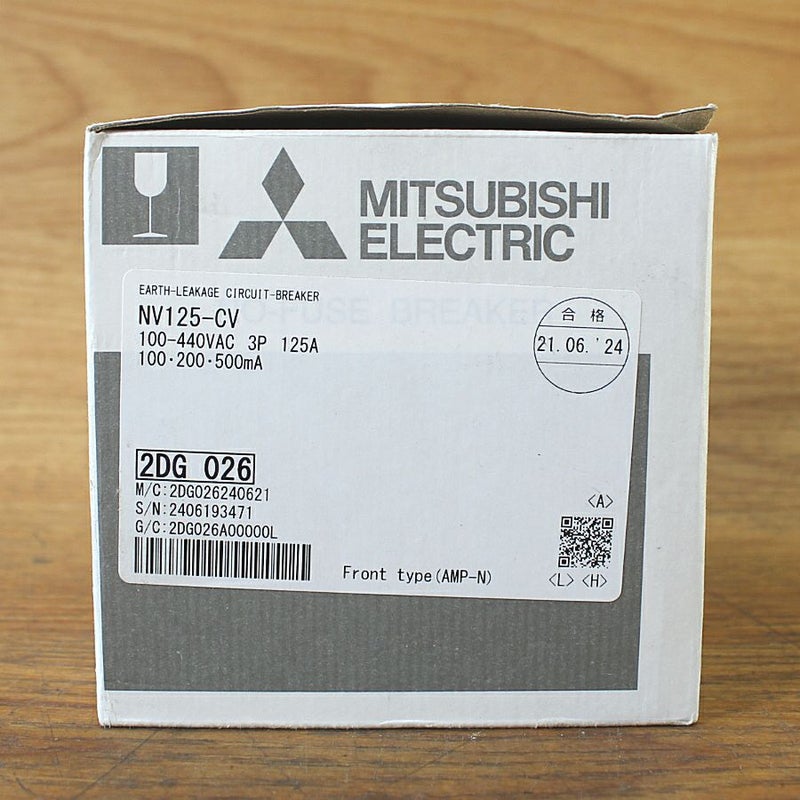 MITSUBISHI
ELECTRIC
EARTH-LEAKAGE CIRCUIT-BREAKER
NV125-CV
100-440VAC 3P 125A
100·200·500mA
合格
21.06.'24
2DG 026
M/C:2DG026240621
S/N:2406193471
G/C:2DG026A00000L
Front type(AMP-N)
<A>
<L> <H>